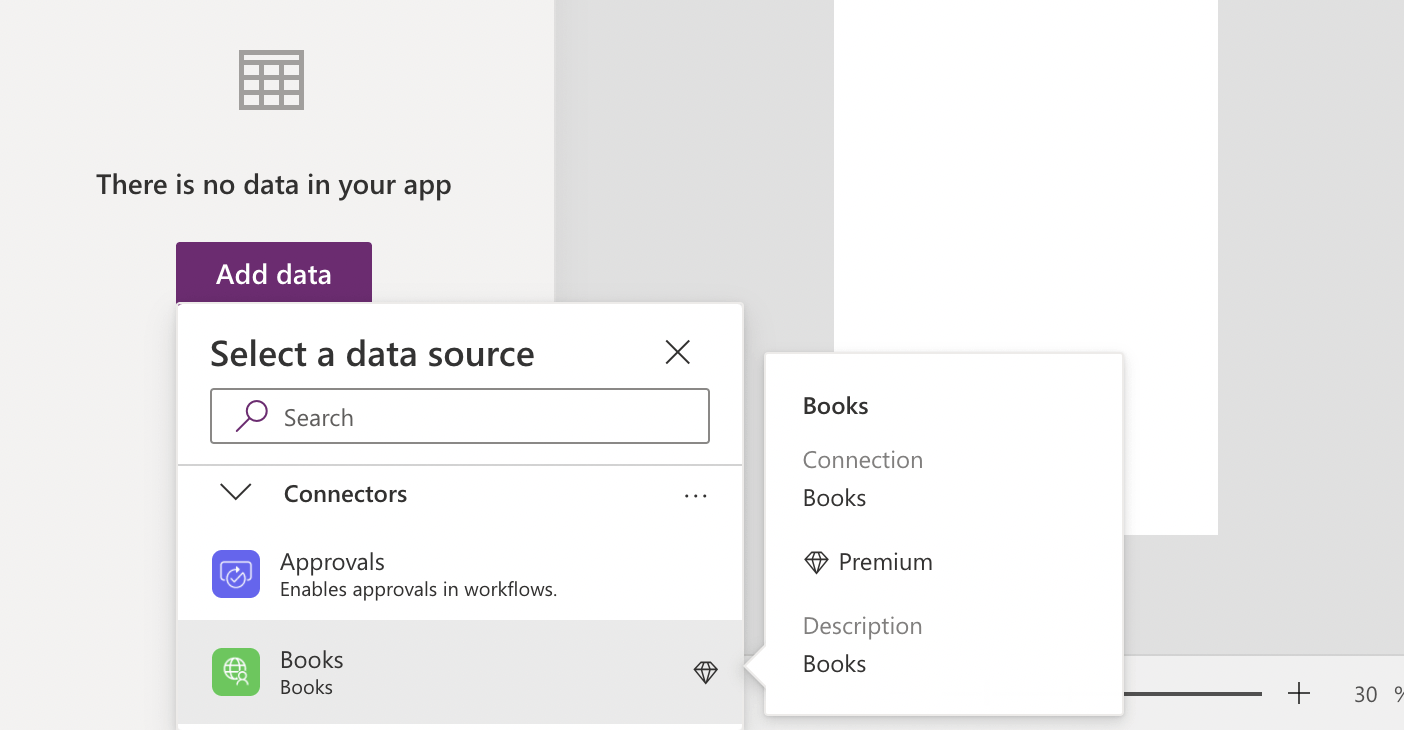 There is no data in your app
Add data
Select a data source
Search
Connectors
Approvals
Enables approvals in workflows.
Books
Books
Books
Connection
Books
Premium
Description
Books
30 %